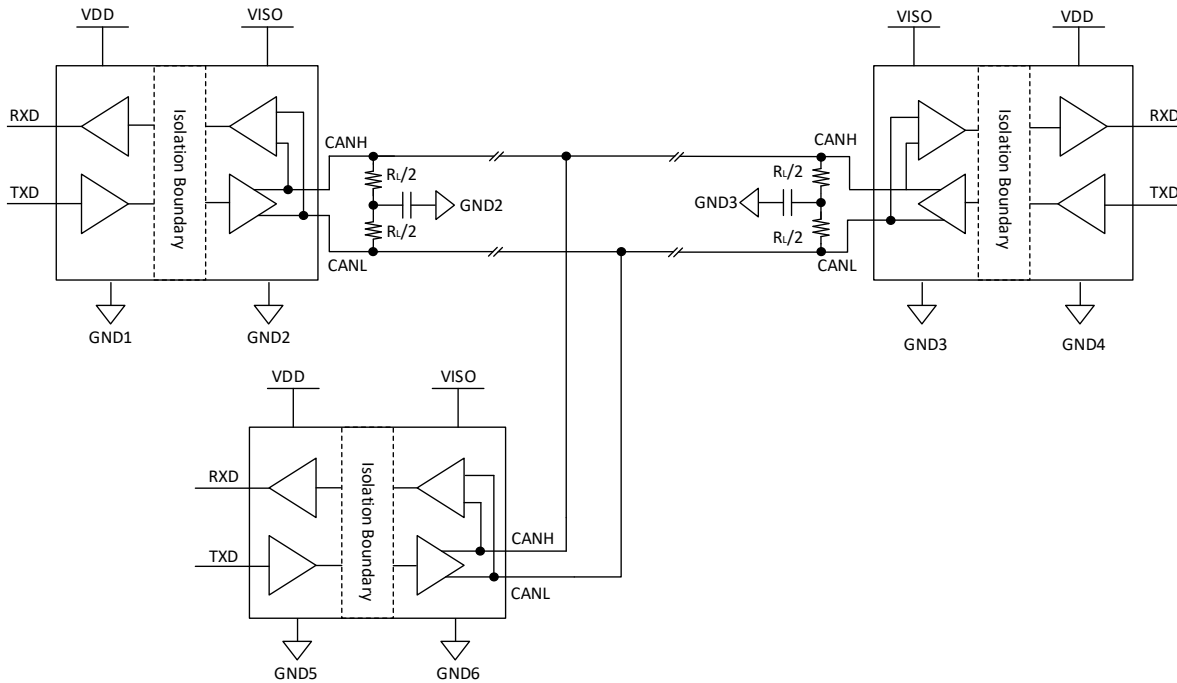 VDD
VISO
RXD
TXD
Isolation Boundary
CANH
CANL
RL/2
RL/2
GND2
GND1
GND2
VISO
VDD
CANH
CANL
RL/2
RL/2
GND3
Isolation Boundary
RXD
TXD
GND3
GND4
VDD
VISO
RXD
TXD
Isolation Boundary
CANH
CANL
GND5
GND6